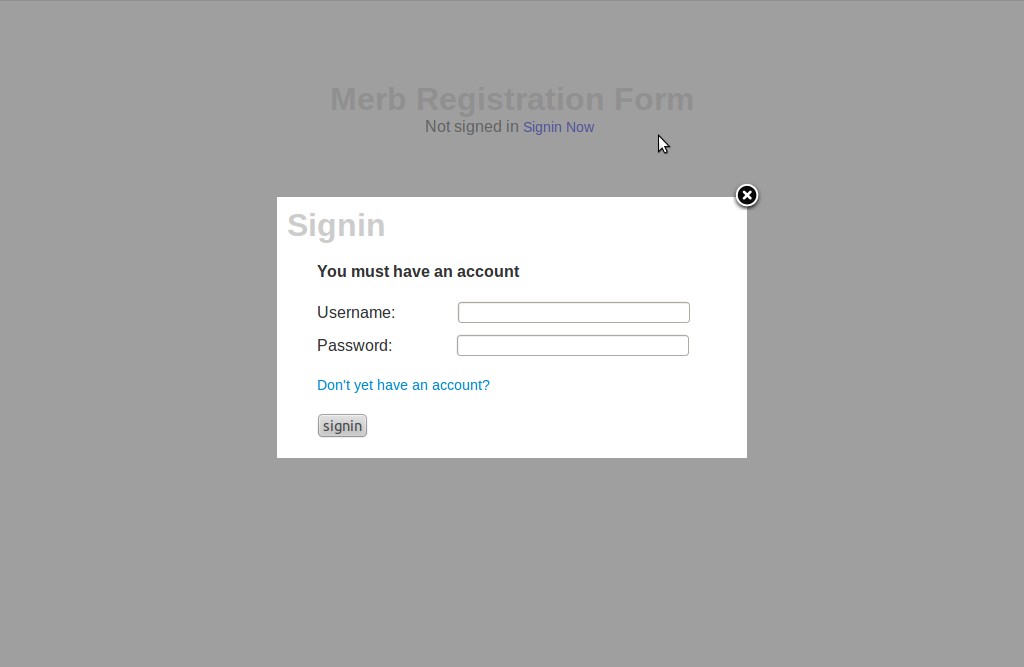 Merb Registration Form
Not signed in Signin Now
Signin
You must have an account
Username:
Password:
Don't yet have an account?
signin